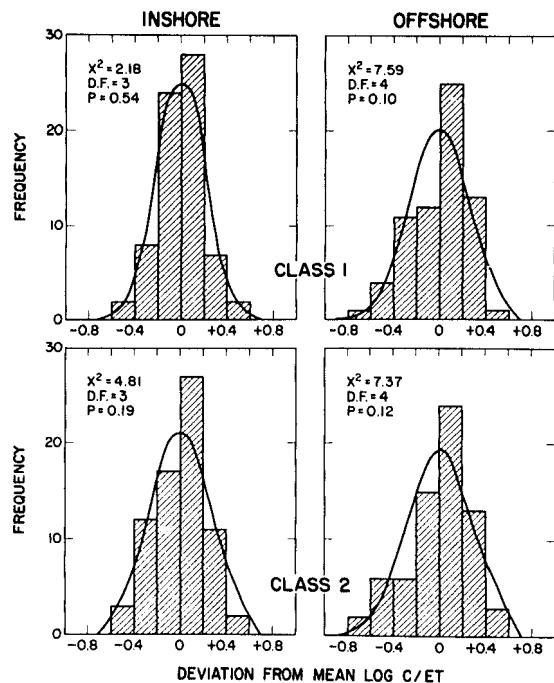 INSHORE
OFFSHORE
30
20
10
0
FREQUENCY
X²=2.18
D.F.=3
P=0.54
X²=7.59
D.F.=4
P=0.10
-0.8 -0.4 0 +0.4 +0.8
-0.8 -0.4 0 +0.4 +0.8
CLASS 1
30
20
10
0
FREQUENCY
X²=4.81
D.F.=3
P=0.19
X²=7.37
D.F.=4
P=0.12
CLASS 2
-0.8 -0.4 0 +0.4 +0.8
-0.8 -0.4 0 +0.4 +0.8
DEVIATION FROM MEAN LOG C/ET